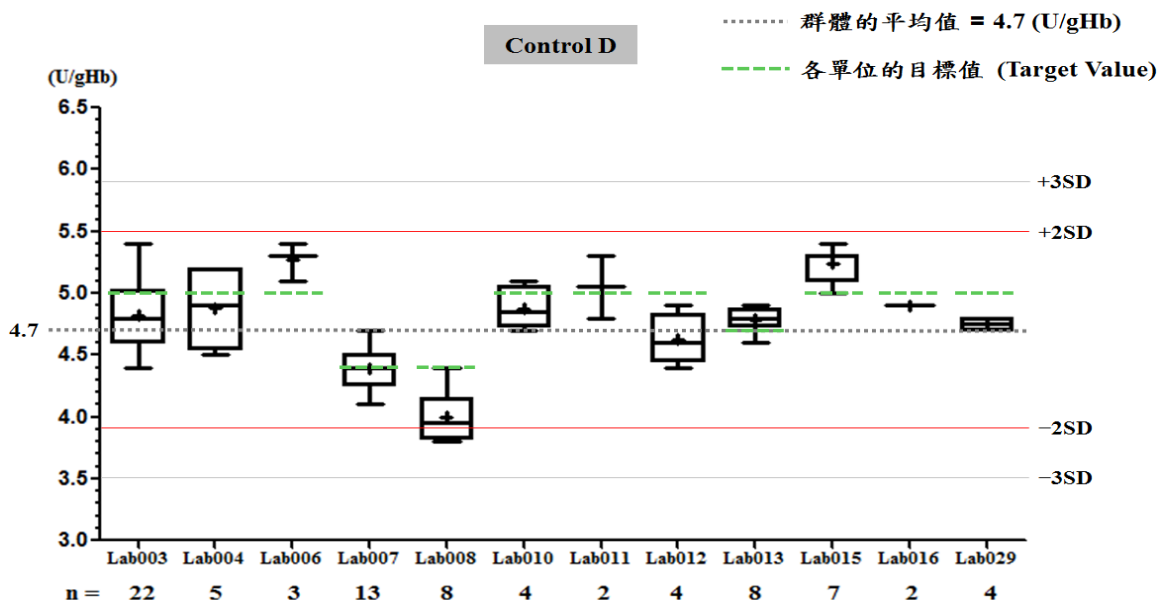 群體的平均值 = 4.7 (U/gHb)
Control D
各單位的目標值 (Target Value)
(U/gHb)
6.5
6.0
+3SD
5.5
+2SD
5.0
4.7
4.5
4.0
−2SD
3.5
−3SD
3.0
Lab003 Lab004 Lab006 Lab007 Lab008 Lab010 Lab011 Lab012 Lab013 Lab015 Lab016 Lab029
n = 22 5 3 13 8 4 2 4 8 7 2 4